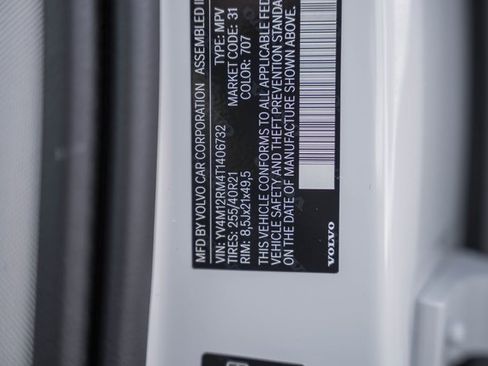 MFD BY VOLVO CAR CORPORATION ASSEMBLED I
VIN: YV4M12RM4T1406732 TYPE: MPV
TIRES: 255/40R21 MARKET CODE: 31
RIM: 8,5Jx21x49,5 COLOR: 707
THIS VEHICLE CONFORMS TO ALL APPLICABLE FED
VEHICLE SAFETY AND THEFT PREVENTION STANDA
ON THE DATE OF MANUFACTURE SHOWN ABOVE.
VOLVO